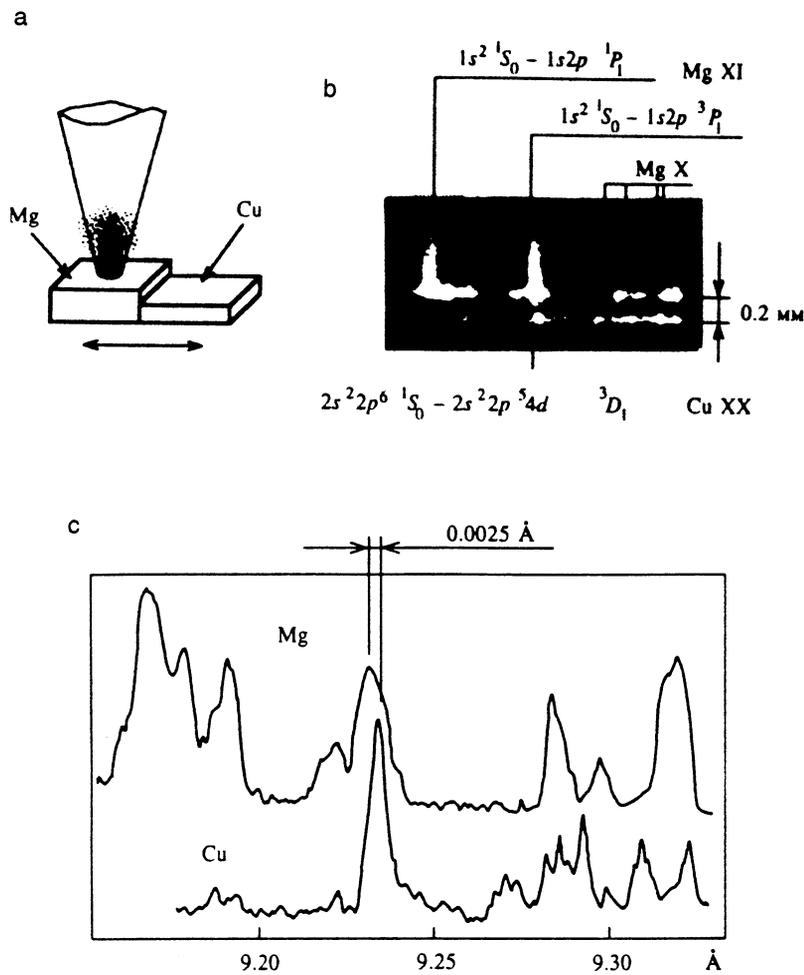 a
Mg
Cu
b
1s² ¹S₀ – 1s2p ¹P₁
Mg XI
1s² ¹S₀ – 1s2p ³P₁
Mg X
0.2 мм
2s²2p⁶ ¹S₀ – 2s²2p⁵4d ³D₁ Cu XX
c
0.0025 Å
Mg
Cu
9.20 9.25 9.30 Å